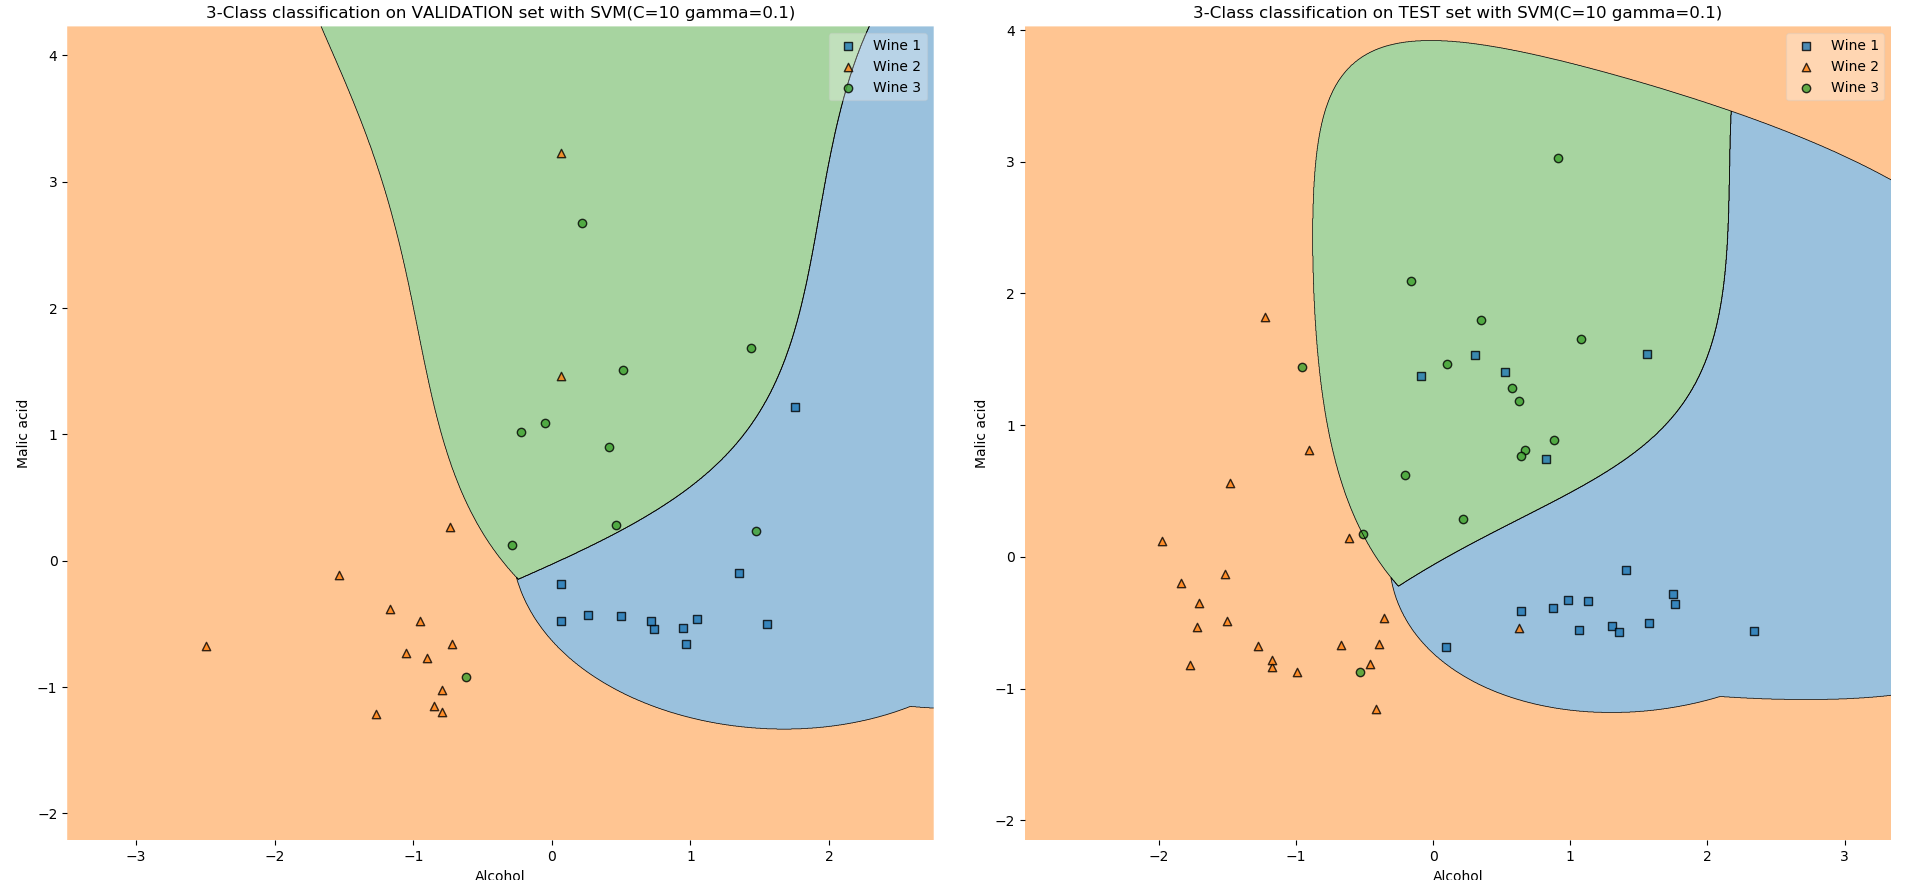 3-Class classification on VALIDATION set with SVM(C=10 gamma=0.1)
Wine 1
Wine 2
Wine 3
4
3
2
1
0
−1
−2
Malic acid
−3
−2
−1
0
1
2
Alcohol
3-Class classification on TEST set with SVM(C=10 gamma=0.1)
Wine 1
Wine 2
Wine 3
4
3
2
1
0
−1
−2
Malic acid
−2
−1
0
1
2
3
Alcohol